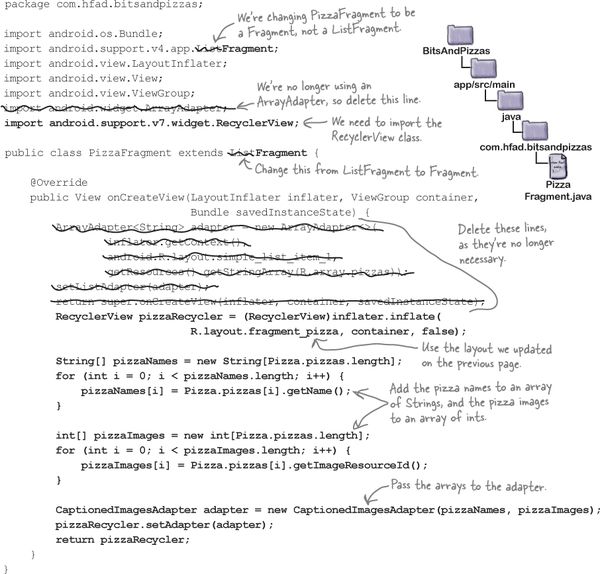 package com.hfad.bitsandpizzas;
We're changing PizzaFragment to be
a Fragment, not a ListFragment.
import android.os.Bundle;
import android.support.v4.app.ListFragment;
import android.view.LayoutInflater;
import android.view.View;
import android.view.ViewGroup;
import android.widget.ArrayAdapter;
We're no longer using an
ArrayAdapter, so delete this line.
import android.support.v7.widget.RecyclerView;
We need to import the
RecyclerView class.
BitsAndPizzas
app/src/main
java
com.hfad.bitsandpizzas
Pizza
Fragment.java
public class PizzaFragment extends ListFragment {
Change this from ListFragment to Fragment.
@Override
public View onCreateView(LayoutInflater inflater, ViewGroup container,
Bundle savedInstanceState) {
ArrayAdapter<String> adapter = new ArrayAdapter<>(
inflater.getContext(),
android.R.layout.simple_list_item_1,
getResources().getStringArray(R.array.pizzas));
setListAdapter(adapter);
return super.onCreateView(inflater, container, savedInstanceState);
Delete these lines,
as they're no longer
necessary.
RecyclerView pizzaRecycler = (RecyclerView)inflater.inflate(
R.layout.fragment_pizza, container, false);
Use the layout we updated
on the previous page.
String[] pizzaNames = new String[Pizza.pizzas.length];
for (int i = 0; i < pizzaNames.length; i++) {
pizzaNames[i] = Pizza.pizzas[i].getName();
}
Add the pizza names to an array
of Strings, and the pizza images
to an array of ints.
int[] pizzaImages = new int[Pizza.pizzas.length];
for (int i = 0; i < pizzaImages.length; i++) {
pizzaImages[i] = Pizza.pizzas[i].getImageResourceId();
}
Pass the arrays to the adapter.
CaptionedImagesAdapter adapter = new CaptionedImagesAdapter(pizzaNames, pizzaImages);
pizzaRecycler.setAdapter(adapter);
return pizzaRecycler;
}
}